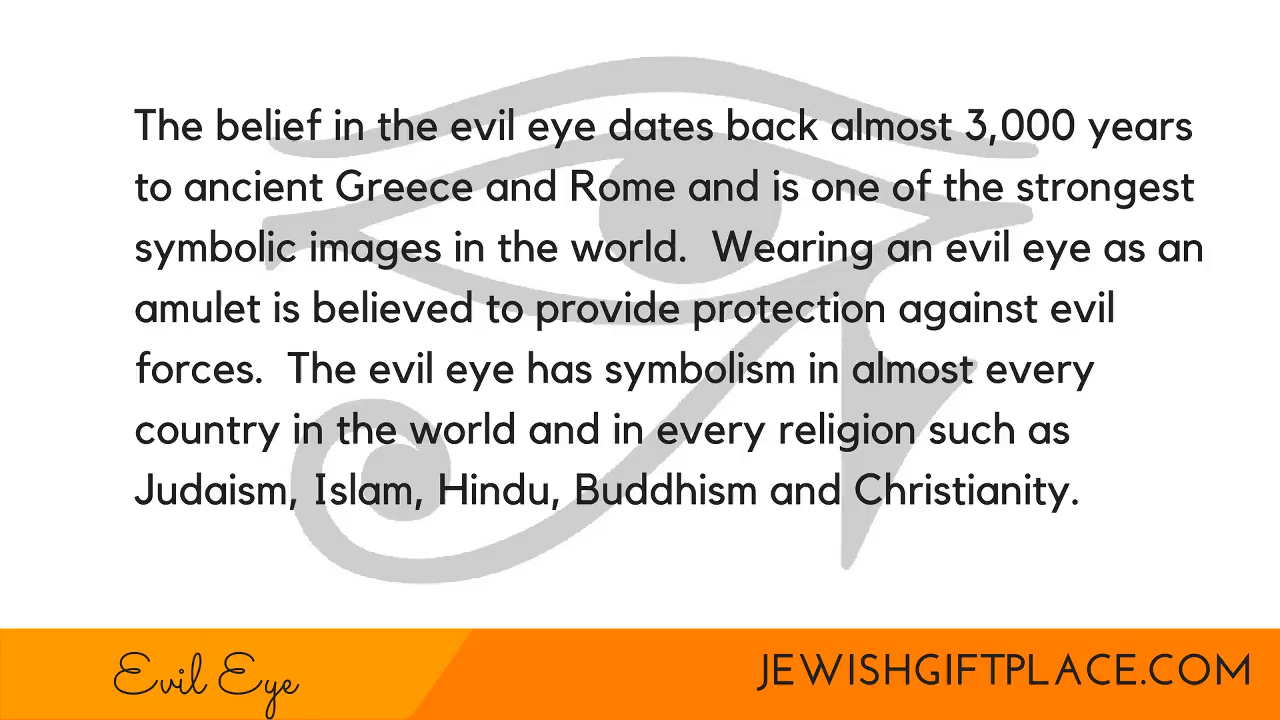 The belief in the evil eye dates back almost 3,000 years
to ancient Greece and Rome and is one of the strongest
symbolic images in the world.  Wearing an evil eye as an
amulet is believed to provide protection against evil
forces.  The evil eye has symbolism in almost every
country in the world and in every religion such as
Judaism, Islam, Hindu, Buddhism and Christianity.
Evil Eye
JEWISHGIFTPLACE.COM